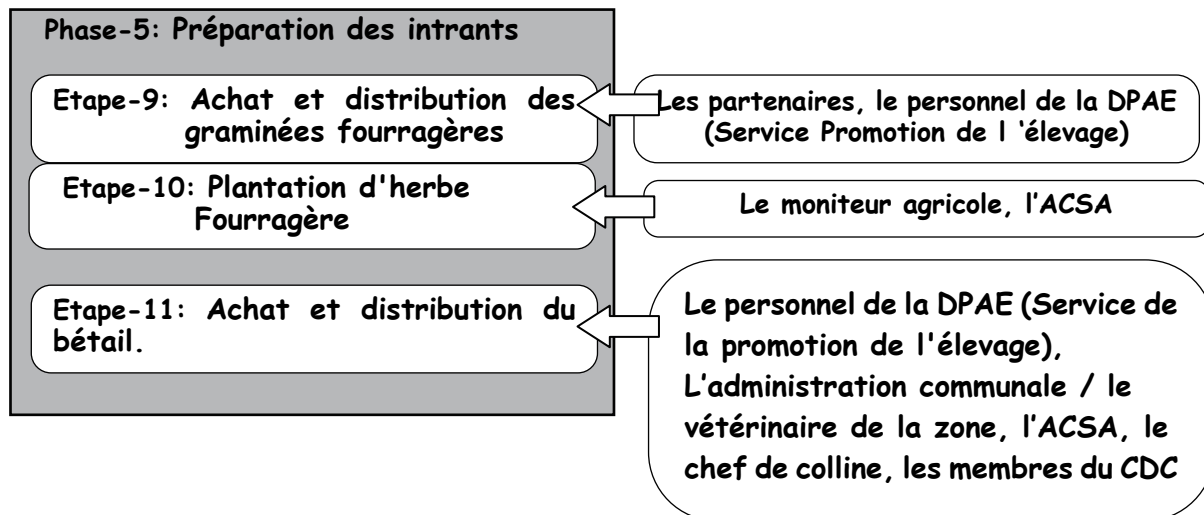 Phase-5: Préparation des intrants
Etape-9: Achat et distribution des
graminées fourragères
Les partenaires, le personnel de la DPAE
(Service Promotion de l ‘élevage)
Etape-10: Plantation d'herbe
Fourragère
Le moniteur agricole, l’ACSA
Etape-11: Achat et distribution du
bétail.
Le personnel de la DPAE (Service de
la promotion de l'élevage),
L’administration communale / le
vétérinaire de la zone, l’ACSA, le
chef de colline, les membres du CDC